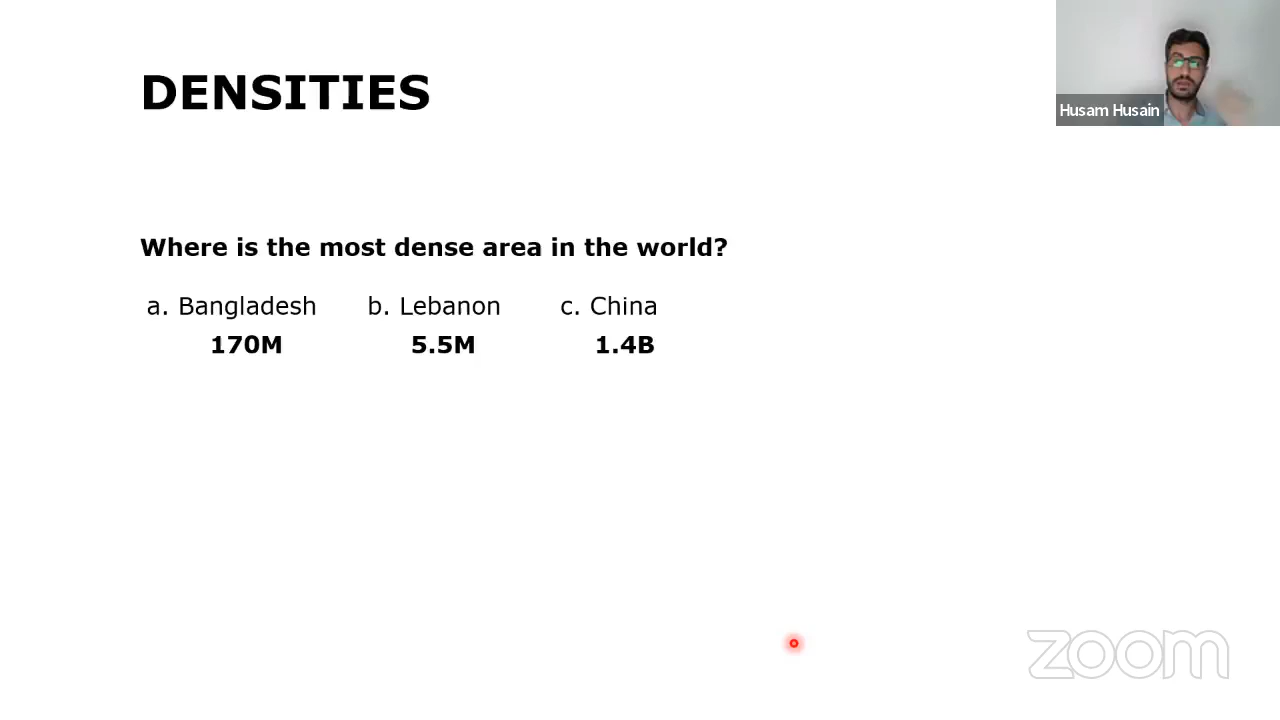 DENSITIES
Husam Husain
Where is the most dense area in the world?
a. Bangladesh b. Lebanon c. China
170M 5.5M 1.4B
zoom